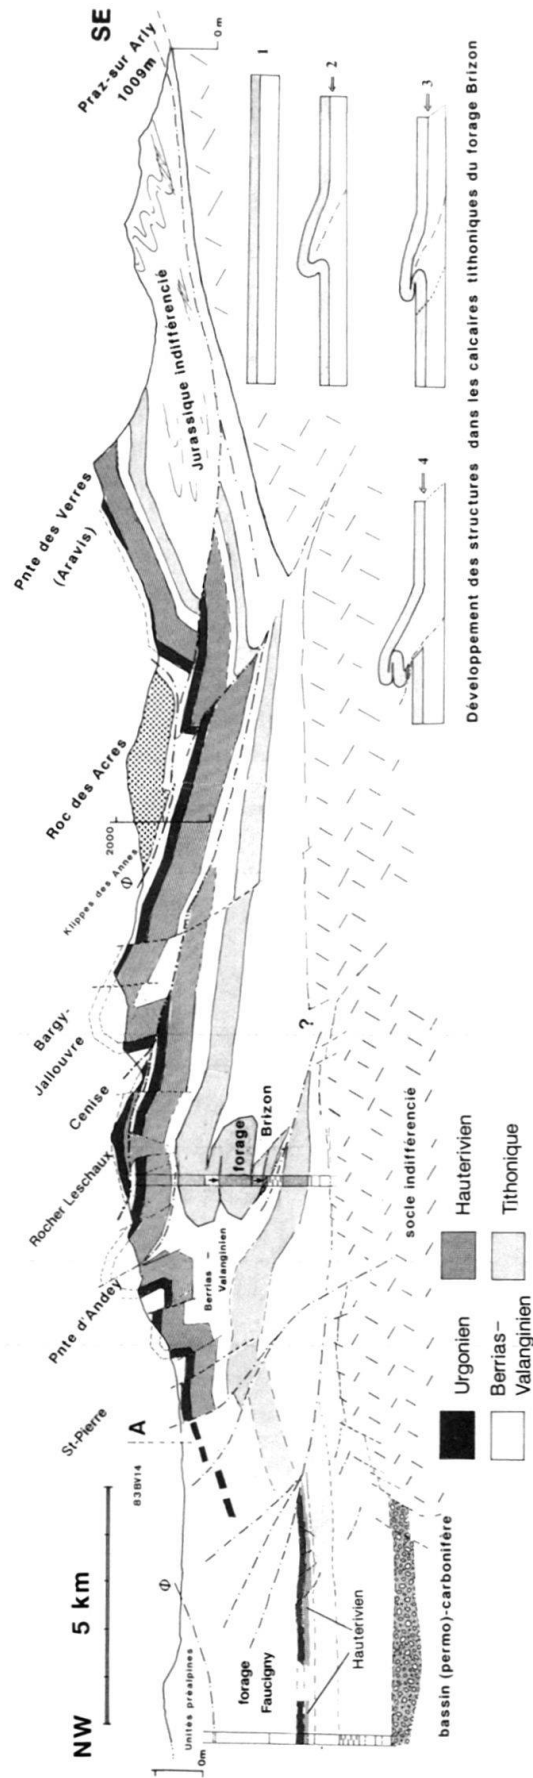 NW
5 km
SE
St-Pierre
Pnte d'Andey
Rocher Leschaux
Cenise
Bargy-
Jallouvre
Klippes des Annes
Roc des Acres
Pnte des Verres
(Aravis)
Praz-sur Arly
1009m
A
83BV14
Φ
Φ
2000
0m
0m
Unités préalpines
forage
Faucigny
Hauterivien
bassin (permo)-carbonifère
Berrias –
Valanginien
forage
Brizon
?
socle indifférencié
Jurassique indifférencié
Urgonien
Hauterivien
Berrias–
Valanginien
Tithonique
1
2
3
4
Développement des structures dans les calcaires tithoniques du forage Brizon